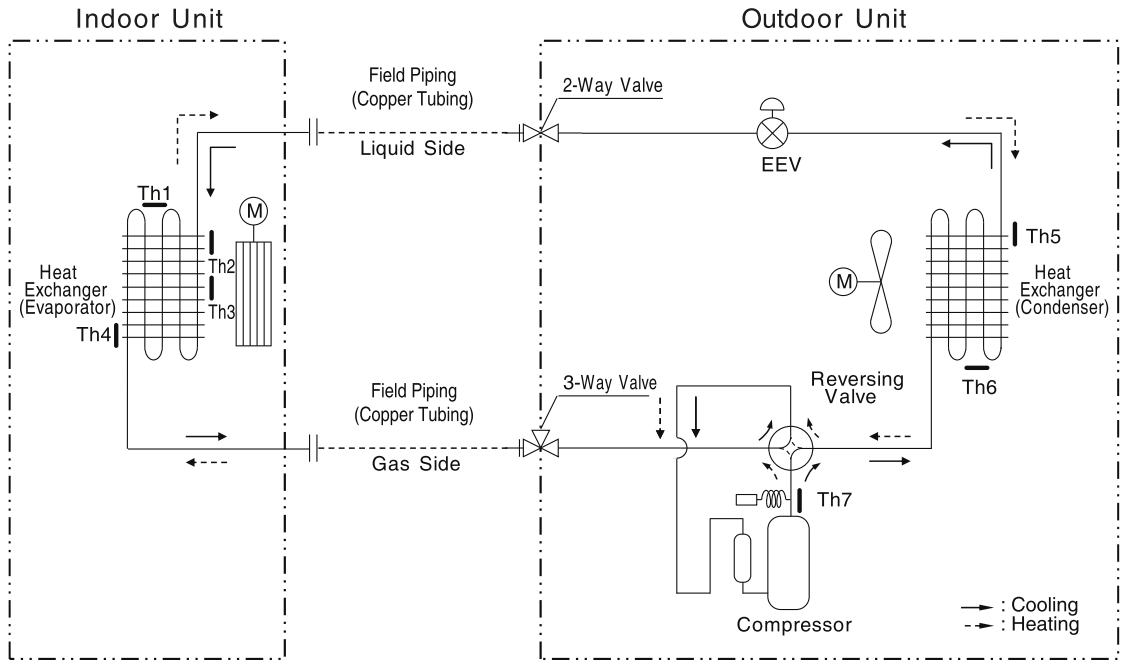 Indoor Unit
Outdoor Unit
Field Piping
(Copper Tubing)
2-Way Valve
Liquid Side
EEV
Th1
M
Th2
Th3
Heat
Exchanger
(Evaporator)
Th4
M
Th5
Heat
Exchanger
(Condenser)
Th6
Field Piping
(Copper Tubing)
3-Way Valve
Reversing
Valve
Gas Side
Th7
Compressor
: Cooling
: Heating